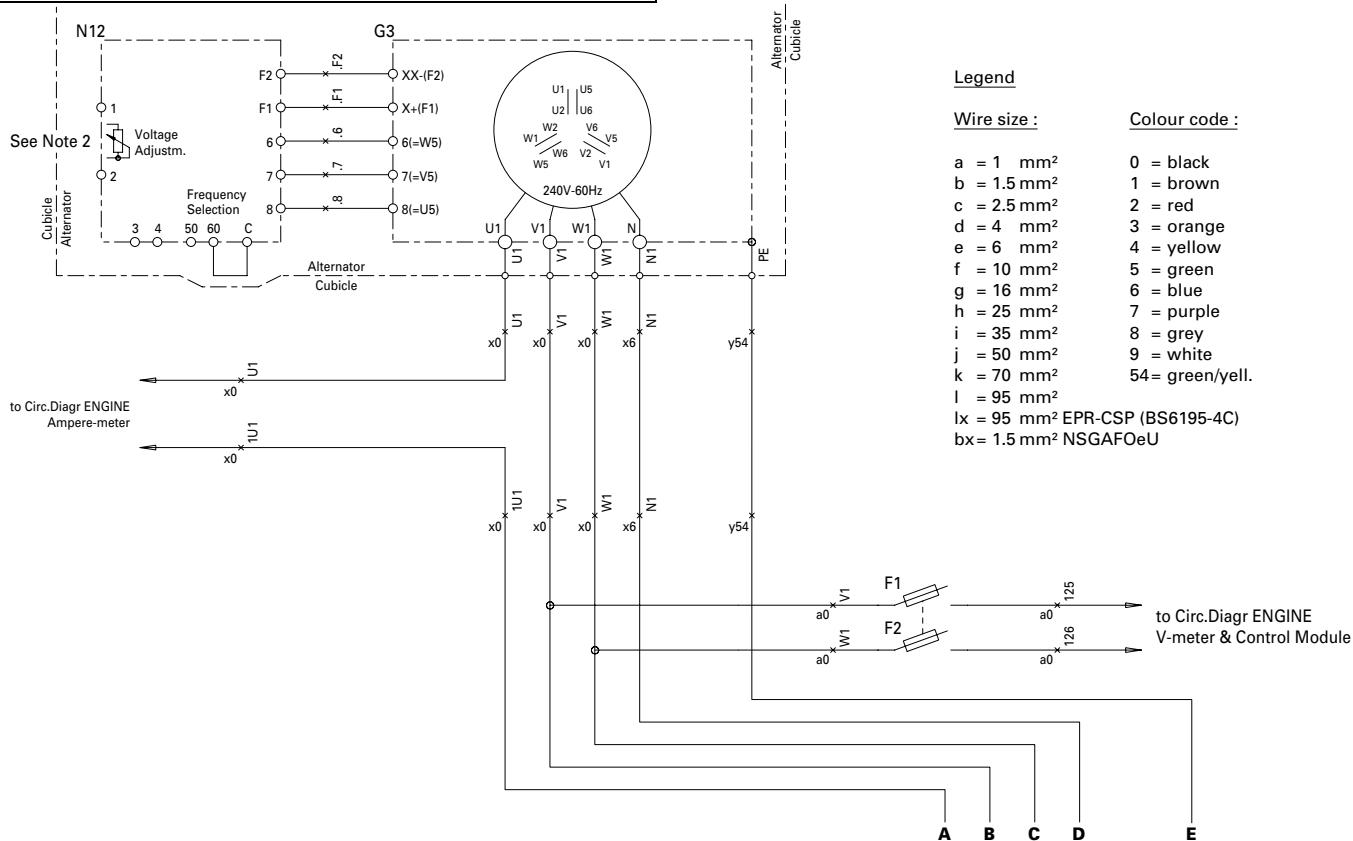 N12
G3
Alternator
Cubicle
F2
.F2
XX-(F2)
F1
.F1
X+(F1)
6
.6
6(=W5)
7
.7
7(=V5)
8
.8
8(=U5)
1
See Note 2
Voltage
Adjustm.
2
Frequency
Selection
3
4
50
60
C
Cubicle
Alternator
U1
U5
U2
U6
W2
W1
W6
W5
V6
V5
V2
V1
240V-60Hz
U1
V1
W1
N
U1
V1
W1
N1
PE
Alternator
Cubicle
U1
V1
W1
N1
x0
x0
x0
x6
y54
U1
x0
to Circ.Diagr ENGINE
Ampere-meter
1U1
x0
1U1
V1
W1
N1
x0
x0
x0
x6
y54
V1
a0
F1
125
a0
W1
a0
F2
126
a0
to Circ.Diagr ENGINE
V-meter & Control Module
A
B
C
D
E
Legend
Wire size :
a = 1 mm²
b = 1.5 mm²
c = 2.5 mm²
d = 4 mm²
e = 6 mm²
f = 10 mm²
g = 16 mm²
h = 25 mm²
i = 35 mm²
j = 50 mm²
k = 70 mm²
l = 95 mm²
lx = 95 mm² EPR-CSP (BS6195-4C)
bx= 1.5 mm² NSGAFOeU
Colour code :
0 = black
1 = brown
2 = red
3 = orange
4 = yellow
5 = green
6 = blue
7 = purple
8 = grey
9 = white
54= green/yell.